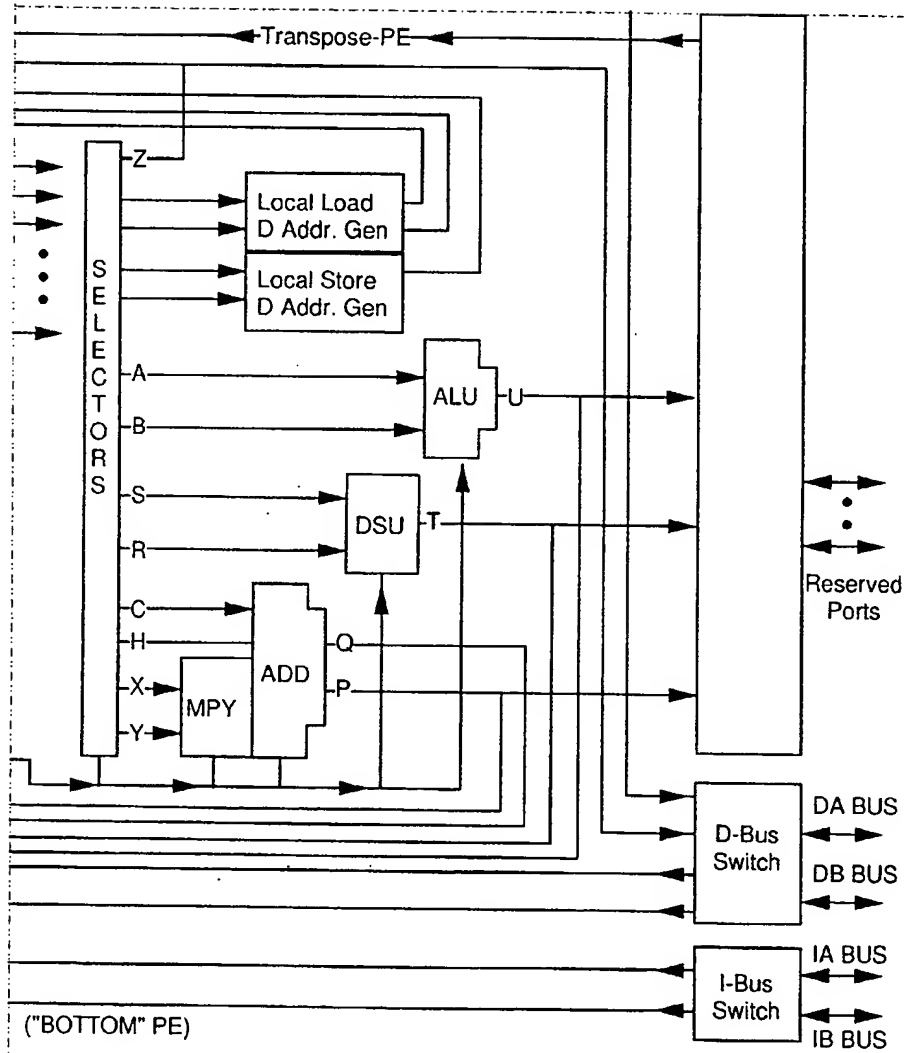 Transpose-PE
Z
Local Load
D Addr. Gen
Local Store
D Addr. Gen
SELECTORS
A
B
ALU
U
S
R
DSU
T
Reserved
Ports
C
H
X
Y
MPY
ADD
Q
P
D-Bus
Switch
DA BUS
DB BUS
I-Bus
Switch
IA BUS
IB BUS
("BOTTOM" PE)